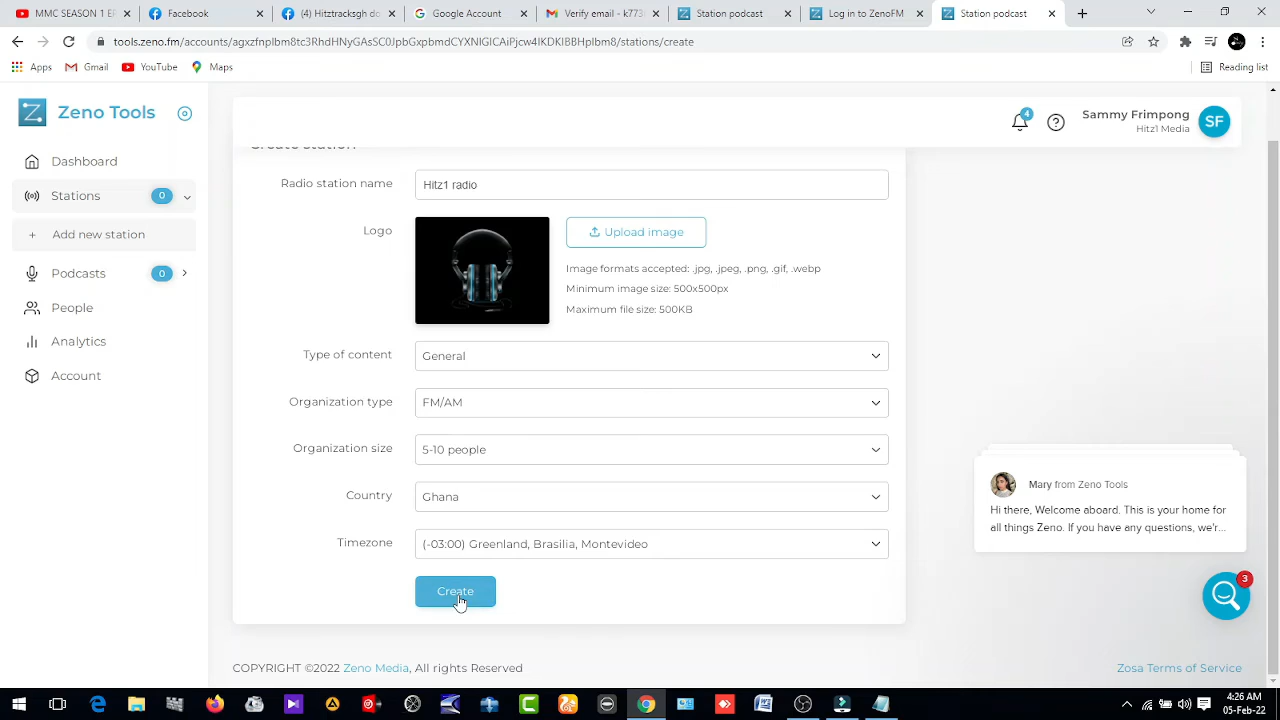 MMC SEASON 1 EP
Facebook
(4) Hitztracksgh do
Google Account
Verify email - k773
Station podcast
Log in to ZenoFM
Station podcast
tools.zeno.fm/accounts/agxzfnplbm8tc3RhdHNyGAsSC0JpbGxpbmdCYXNlGICAiPjcw4IKDKIBBHplbm8/stations/create
Apps
Gmail
YouTube
Maps
Reading list
Zeno Tools
4
Sammy Frimpong
Hitz1 Media
SF
Dashboard
Stations 0
+ Add new station
Podcasts 0
People
Analytics
Account
Create station
Radio station name
Hitz1 radio
Logo
Upload image
Image formats accepted: .jpg, .jpeg, .png, .gif, .webp
Minimum image size: 500x500px
Maximum file size: 500KB
Type of content
General
Organization type
FM/AM
Organization size
5-10 people
Country
Ghana
Timezone
(-03:00) Greenland, Brasilia, Montevideo
Create
Mary from Zeno Tools
Hi there, Welcome aboard. This is your home for
all things Zeno. If you have any questions, we'r...
3
COPYRIGHT ©2022 Zeno Media, All rights Reserved
Zosa Terms of Service
4:26 AM
05-Feb-22